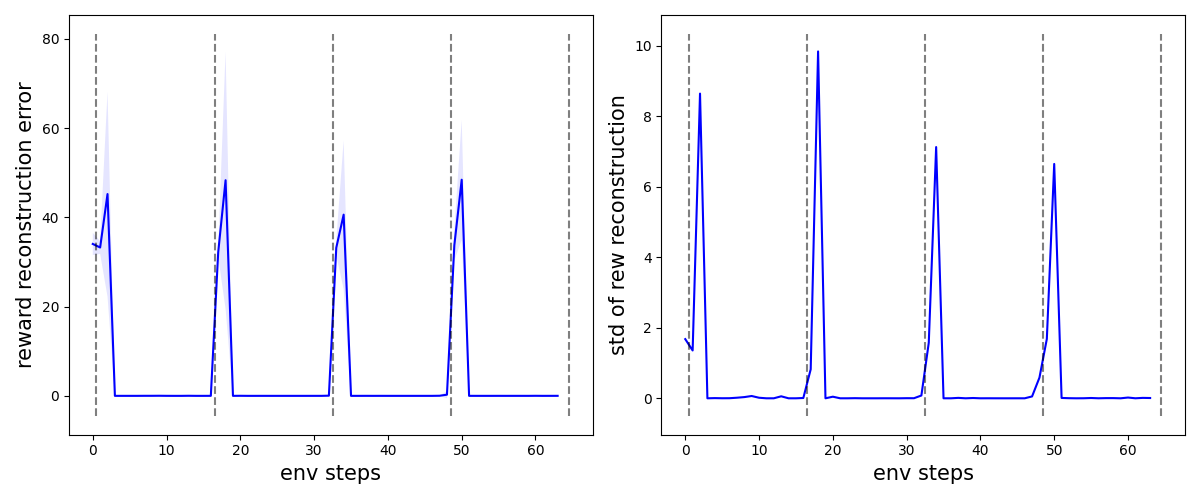 reward reconstruction error
80
60
40
20
0
0 10 20 30 40 50 60
env steps
std of rew reconstruction
10
8
6
4
2
0
0 10 20 30 40 50 60
env steps